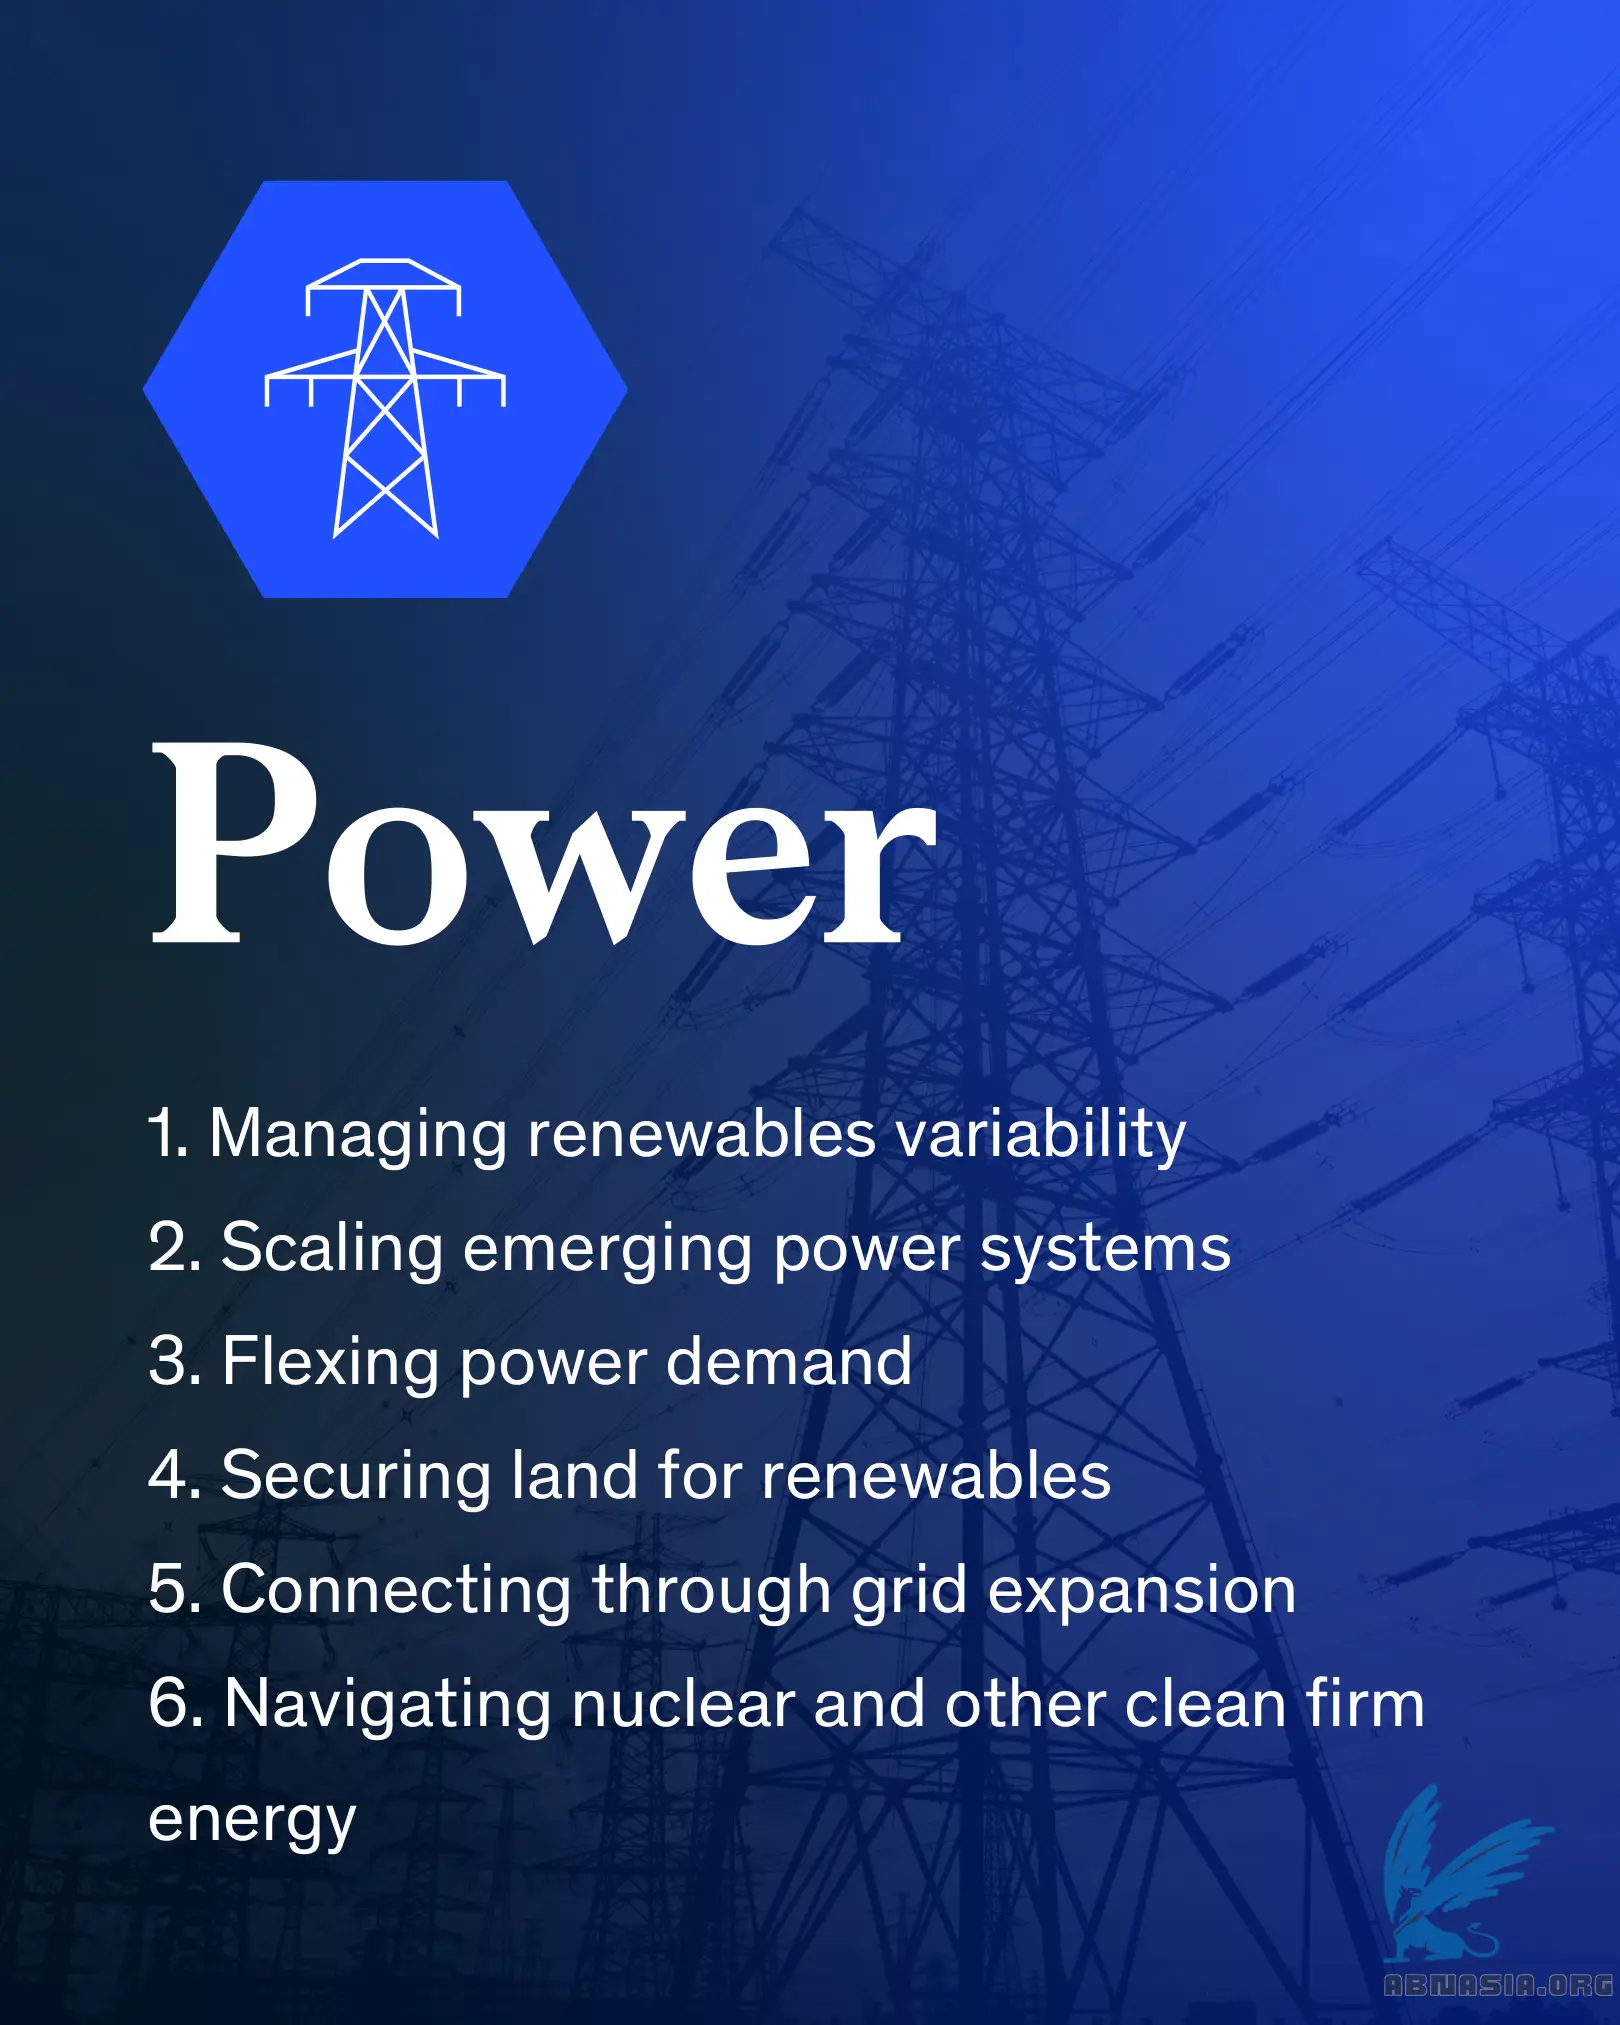 Power
1. Managing renewables variability
2. Scaling emerging power systems
3. Flexing power demand
4. Securing land for renewables
5. Connecting through grid expansion
6. Navigating nuclear and other clean firm
energy
ABNASIA.ORG